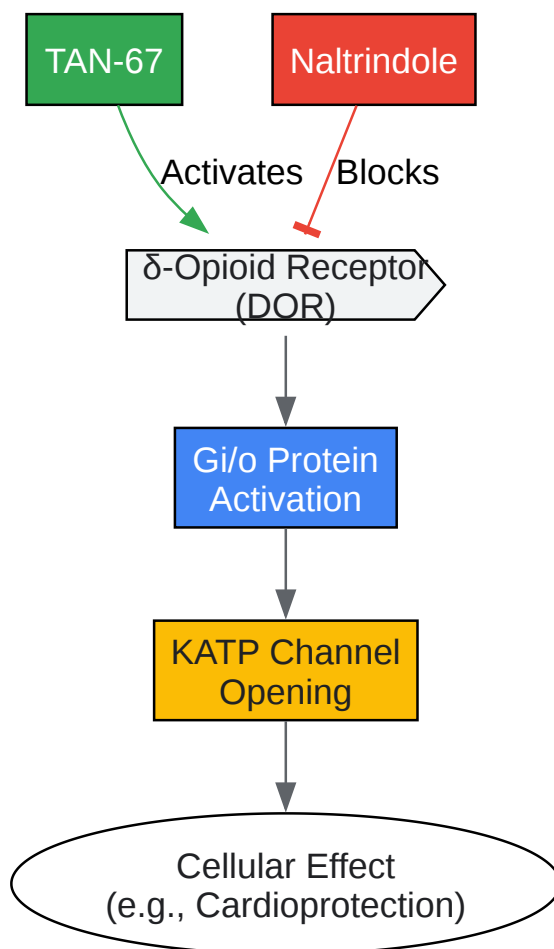 TAN-67
Naltrindole
Activates
Blocks
δ-Opioid Receptor
(DOR)
Gi/o Protein
Activation
KATP Channel
Opening
Cellular Effect
(e.g., Cardioprotection)